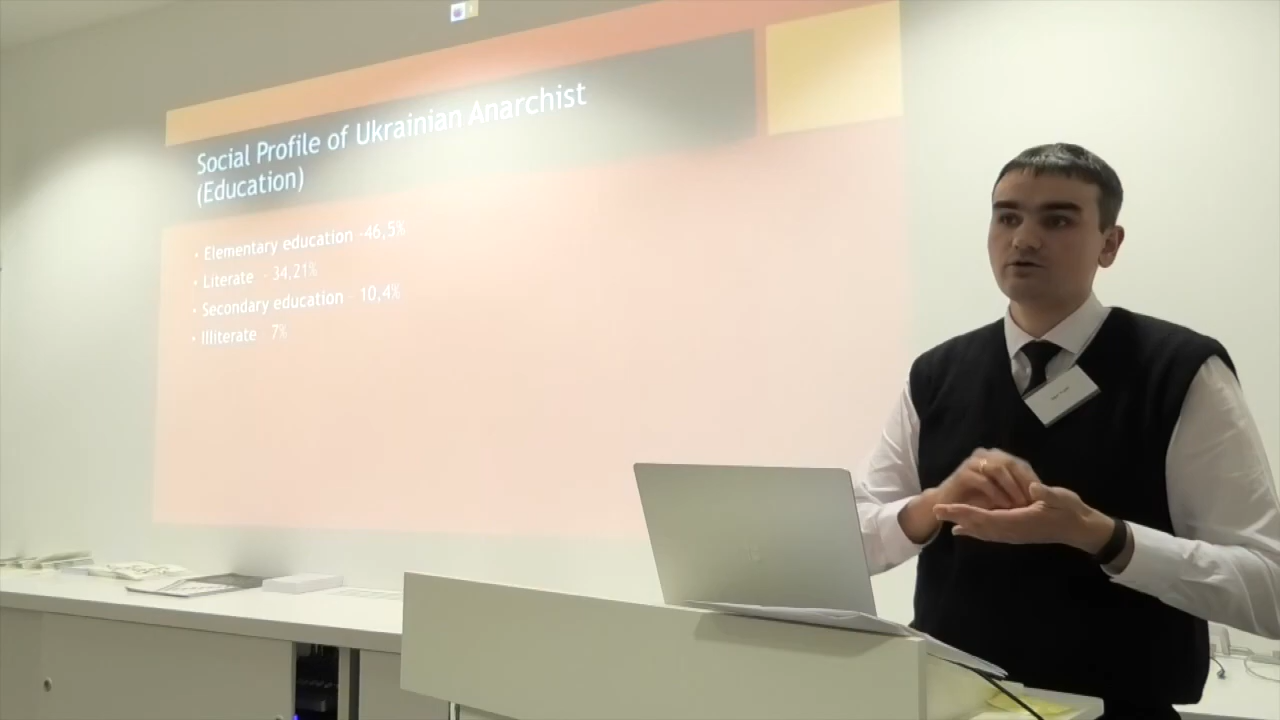 Social Profile of Ukrainian Anarchist
(Education)
• Elementary education -46,5%
• Literate - 34,21%
• Secondary education - 10,4%
• Illiterate - 7%